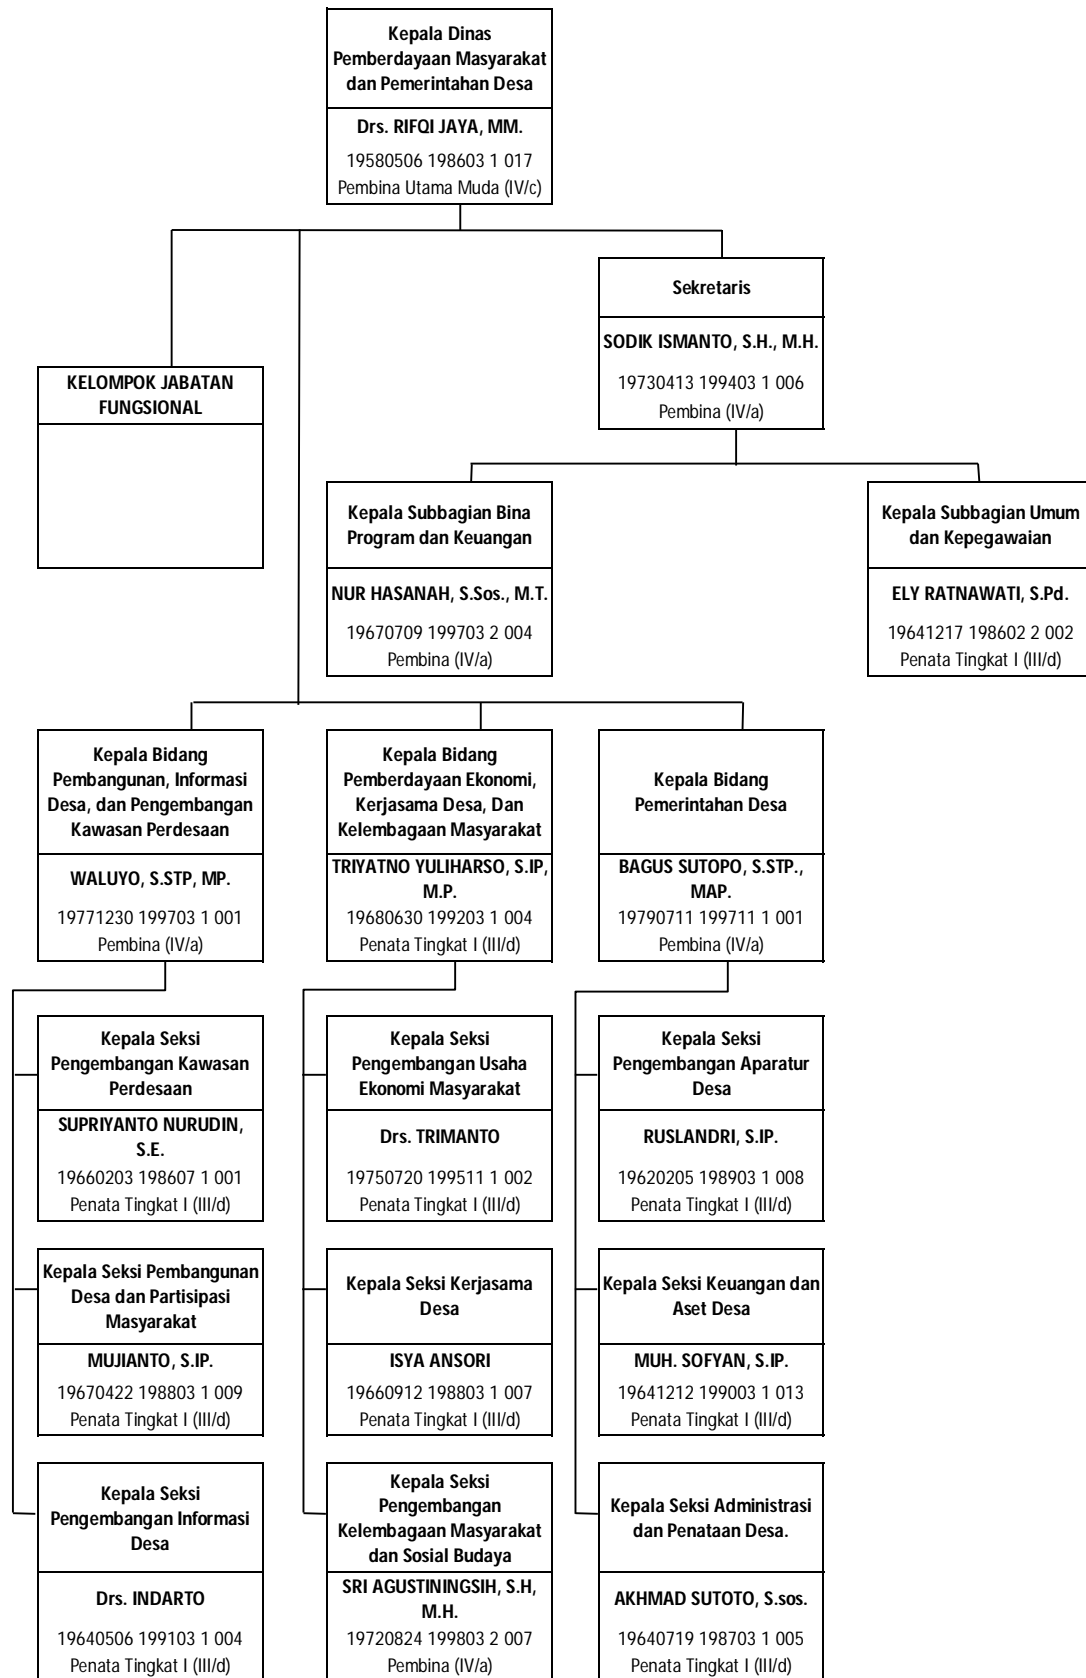 Kepala Dinas
Pemberdayaan Masyarakat
dan Pemerintahan Desa
Drs. RIFQI JAYA, MM.
19580506 198603 1 017
Pembina Utama Muda (IV/c)
Sekretaris
SODIK ISMANTO, S.H., M.H.
19730413 199403 1 006
Pembina (IV/a)
KELOMPOK JABATAN
FUNGSIONAL
Kepala Subbagian Bina
Program dan Keuangan
NUR HASANAH, S.Sos., M.T.
19670709 199703 2 004
Pembina (IV/a)
Kepala Subbagian Umum
dan Kepegawaian
ELY RATNAWATI, S.Pd.
19641217 198602 2 002
Penata Tingkat I (III/d)
Kepala Bidang
Pembangunan, Informasi
Desa, dan Pengembangan
Kawasan Perdesaan
WALUYO, S.STP, MP.
19771230 199703 1 001
Pembina (IV/a)
Kepala Bidang
Pemberdayaan Ekonomi,
Kerjasama Desa, Dan
Kelembagaan Masyarakat
TRIYATNO YULIHARSO, S.IP,
M.P.
19680630 199203 1 004
Penata Tingkat I (III/d)
Kepala Bidang
Pemerintahan Desa
BAGUS SUTOPO, S.STP.,
MAP.
19790711 199711 1 001
Pembina (IV/a)
Kepala Seksi
Pengembangan Kawasan
Perdesaan
SUPRIYANTO NURUDIN,
S.E.
19660203 198607 1 001
Penata Tingkat I (III/d)
Kepala Seksi
Pengembangan Usaha
Ekonomi Masyarakat
Drs. TRIMANTO
19750720 199511 1 002
Penata Tingkat I (III/d)
Kepala Seksi
Pengembangan Aparatur
Desa
RUSLANDRI, S.IP.
19620205 198903 1 008
Penata Tingkat I (III/d)
Kepala Seksi Pembangunan
Desa dan Partisipasi
Masyarakat
MUJIANTO, S.IP.
19670422 198803 1 009
Penata Tingkat I (III/d)
Kepala Seksi Kerjasama
Desa
ISYA ANSORI
19660912 198803 1 007
Penata Tingkat I (III/d)
Kepala Seksi Keuangan dan
Aset Desa
MUH. SOFYAN, S.IP.
19641212 199003 1 013
Penata Tingkat I (III/d)
Kepala Seksi
Pengembangan Informasi
Desa
Drs. INDARTO
19640506 199103 1 004
Penata Tingkat I (III/d)
Kepala Seksi
Pengembangan
Kelembagaan Masyarakat
dan Sosial Budaya
SRI AGUSTININGSIH, S.H,
M.H.
19720824 199803 2 007
Pembina (IV/a)
Kepala Seksi Administrasi
dan Penataan Desa.
AKHMAD SUTOTO, S.sos.
19640719 198703 1 005
Penata Tingkat I (III/d)